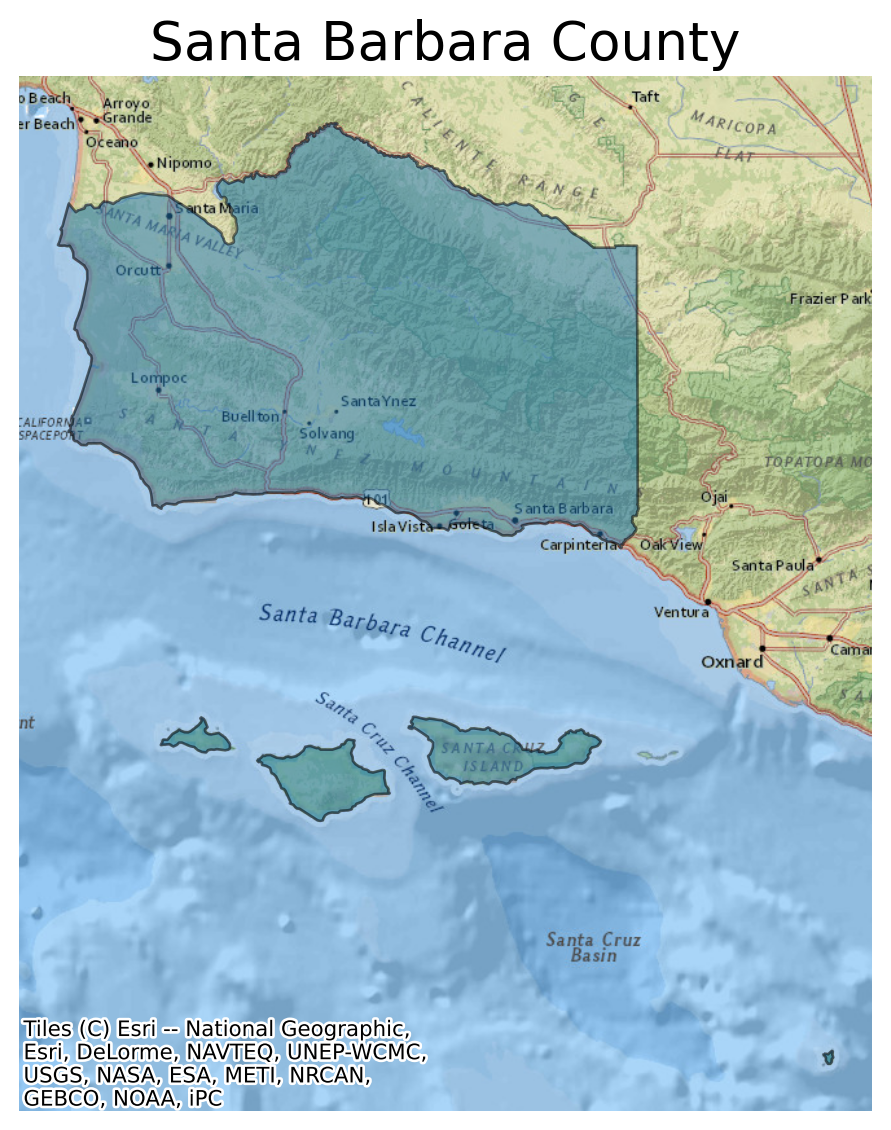 Santa Barbara County
o Beach
Arroyo
Grande
er Beach
Oceano
Nipomo
CALIENTE RANGE
Taft
MARICOPA
FLAT
Santa Maria
SANTA MARIA VALLEY
Orcutt
Frazier Park
Lompoc
Santa Ynez
Buellton
Solvang
CALIFORNIA
SPACEPORT
SANTA
NEZ MOUNTAIN
TOPATOPA MO
101
Isla Vista
Goleta
Santa Barbara
Carpinteria
Ojai
Oak View
Santa Paula
SANTA S
Ventura
Oxnard
Camar
SA
Santa Barbara Channel
Santa Cruz Channel
SANTA CRUZ
ISLAND
nt
Santa Cruz
Basin
Tiles (C) Esri -- National Geographic,
Esri, DeLorme, NAVTEQ, UNEP-WCMC,
USGS, NASA, ESA, METI, NRCAN,
GEBCO, NOAA, iPC